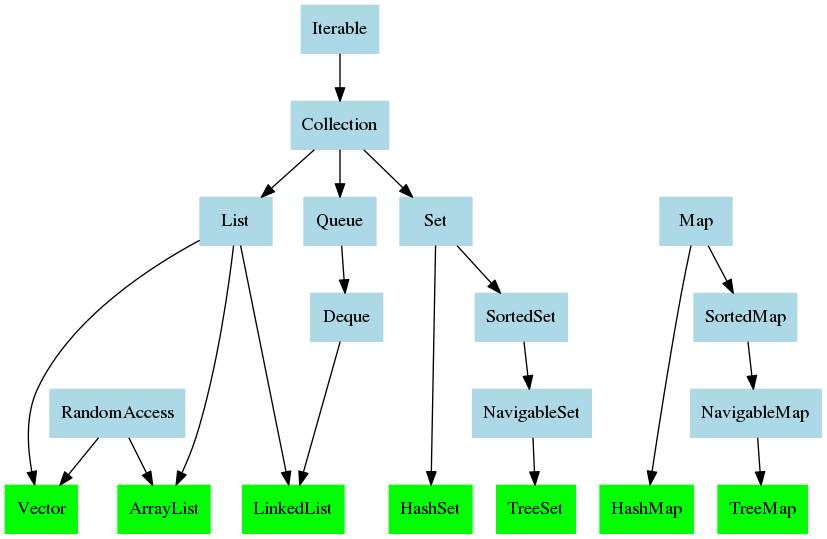 Iterable
Collection
List
Queue
Set
Map
Deque
SortedSet
SortedMap
RandomAccess
NavigableSet
NavigableMap
Vector
ArrayList
LinkedList
HashSet
TreeSet
HashMap
TreeMap